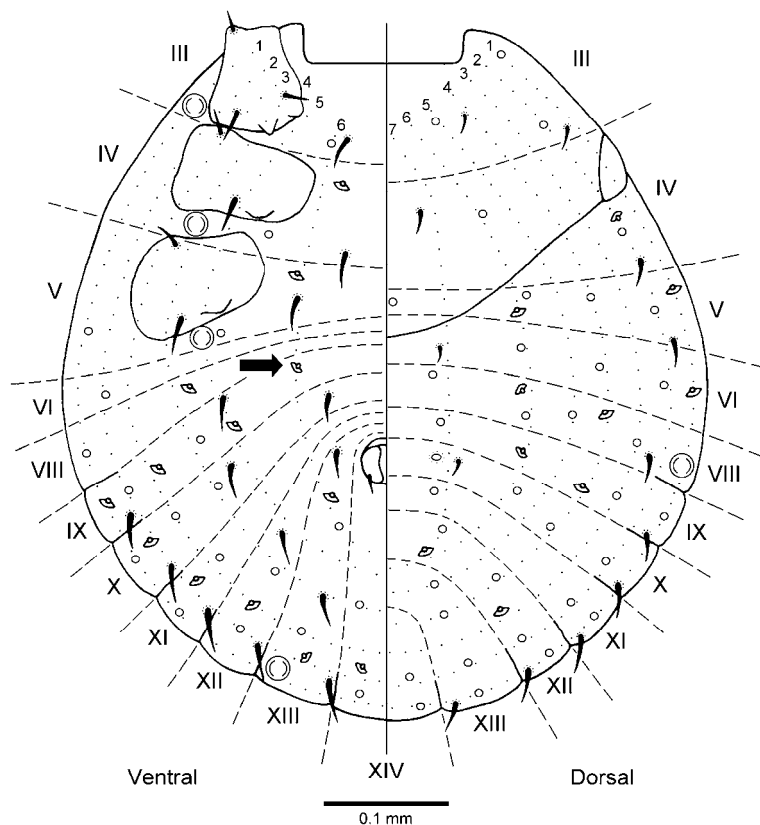 III
1
2
3
4
5
6
IV
V
VI
VIII
IX
X
XI
XII
XIII
XIV
1
2
3
4
5
6
7
III
IV
V
VI
VIII
IX
X
XI
XII
XIII
Ventral
Dorsal
0.1 mm